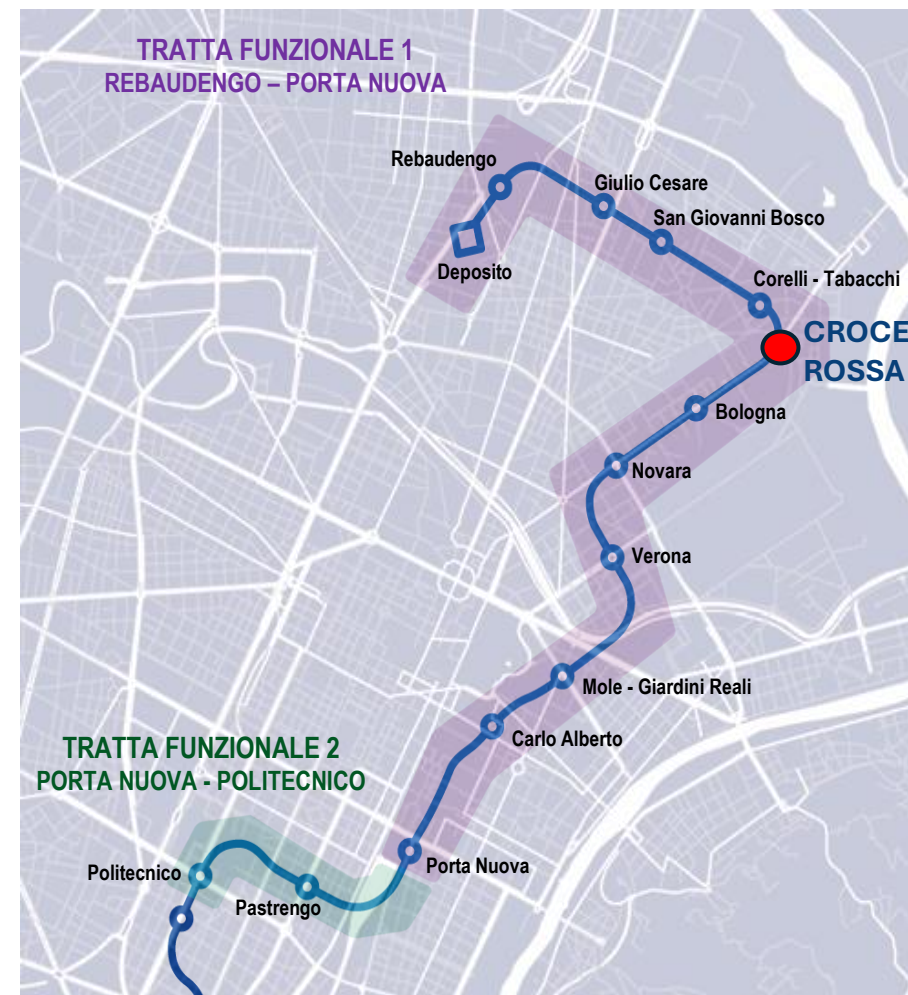 TRATTA FUNZIONALE 1
REBAUDENGO – PORTA NUOVA
Rebaudengo
Giulio Cesare
San Giovanni Bosco
Deposito
Corelli - Tabacchi
CROCE
ROSSA
Bologna
Novara
Verona
Mole - Giardini Reali
Carlo Alberto
TRATTA FUNZIONALE 2
PORTA NUOVA - POLITECNICO
Porta Nuova
Politecnico
Pastrengo